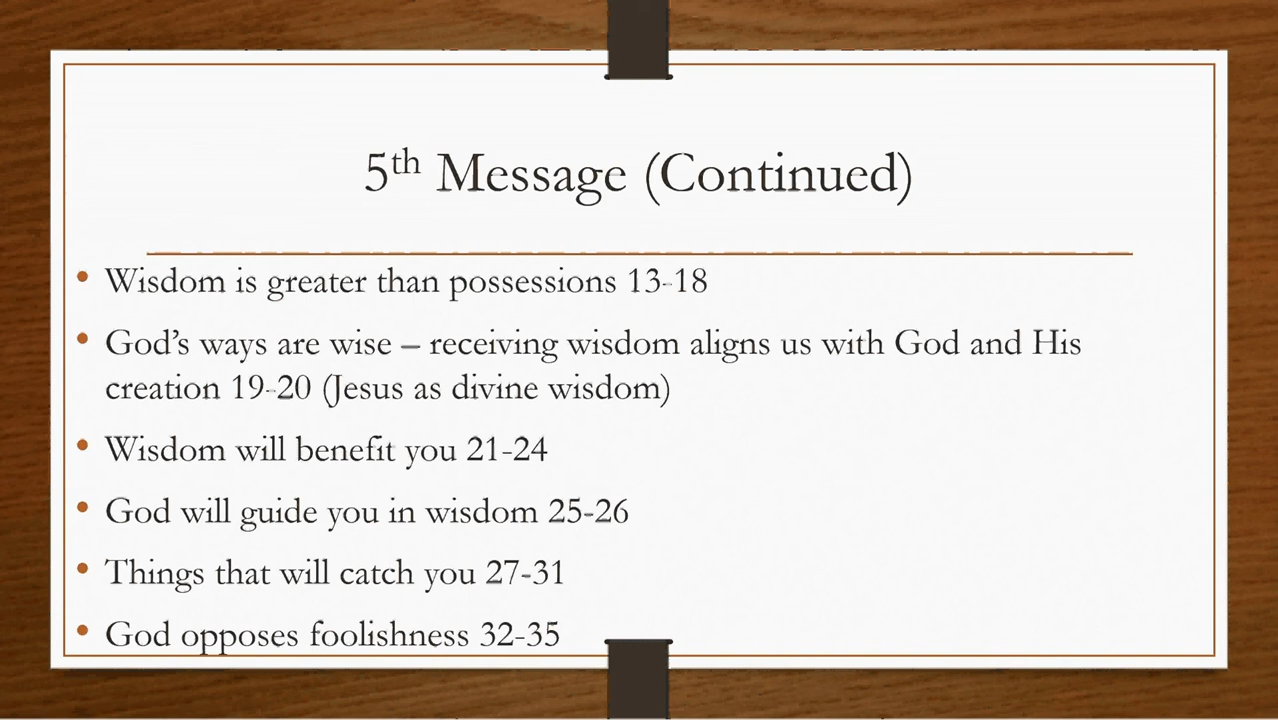 5th Message (Continued)
• Wisdom is greater than possessions 13-18
• God’s ways are wise – receiving wisdom aligns us with God and His
creation 19-20 (Jesus as divine wisdom)
• Wisdom will benefit you 21-24
• God will guide you in wisdom 25-26
• Things that will catch you 27-31
• God opposes foolishness 32-35